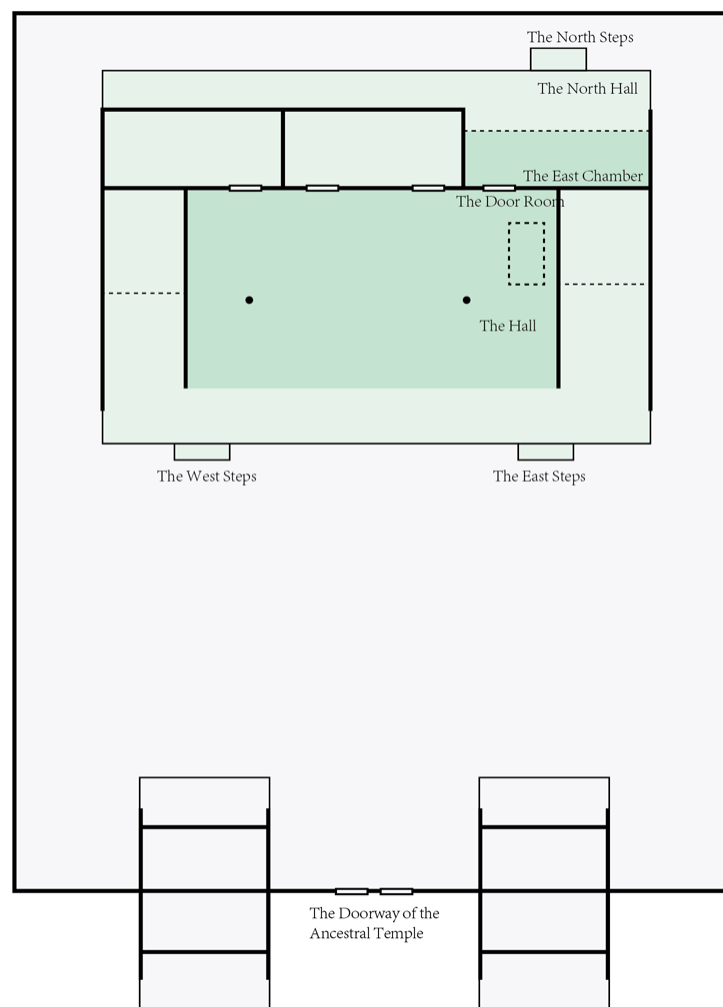 The North Steps
The North Hall
The East Chamber
The Door Room
The Hall
The West Steps
The East Steps
The Doorway of the
Ancestral Temple